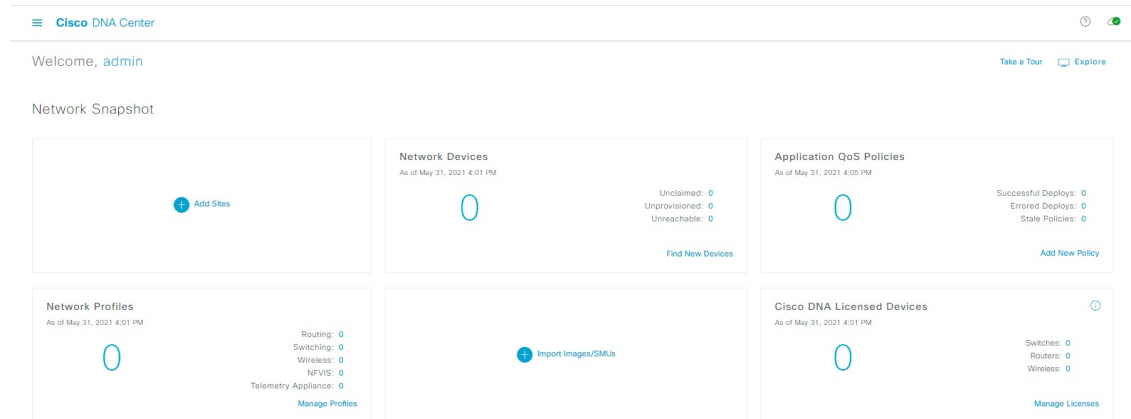 Cisco DNA Center
Welcome, admin
Take a Tour
Explore
Network Snapshot
Add Sites
Network Devices
As of May 31, 2021 4:01 PM
0
Unclaimed: 0
Unprovisioned: 0
Unreachable: 0
Find New Devices
Application QoS Policies
As of May 31, 2021 4:05 PM
0
Successful Deploys: 0
Errored Deploys: 0
Stale Policies: 0
Add New Policy
Network Profiles
As of May 31, 2021 4:01 PM
0
Routing: 0
Switching: 0
Wireless: 0
NFVIS: 0
Telemetry Appliance: 0
Manage Profiles
Import Images/SMUs
Cisco DNA Licensed Devices
As of May 31, 2021 4:01 PM
0
Switches: 0
Routers: 0
Wireless: 0
Manage Licenses